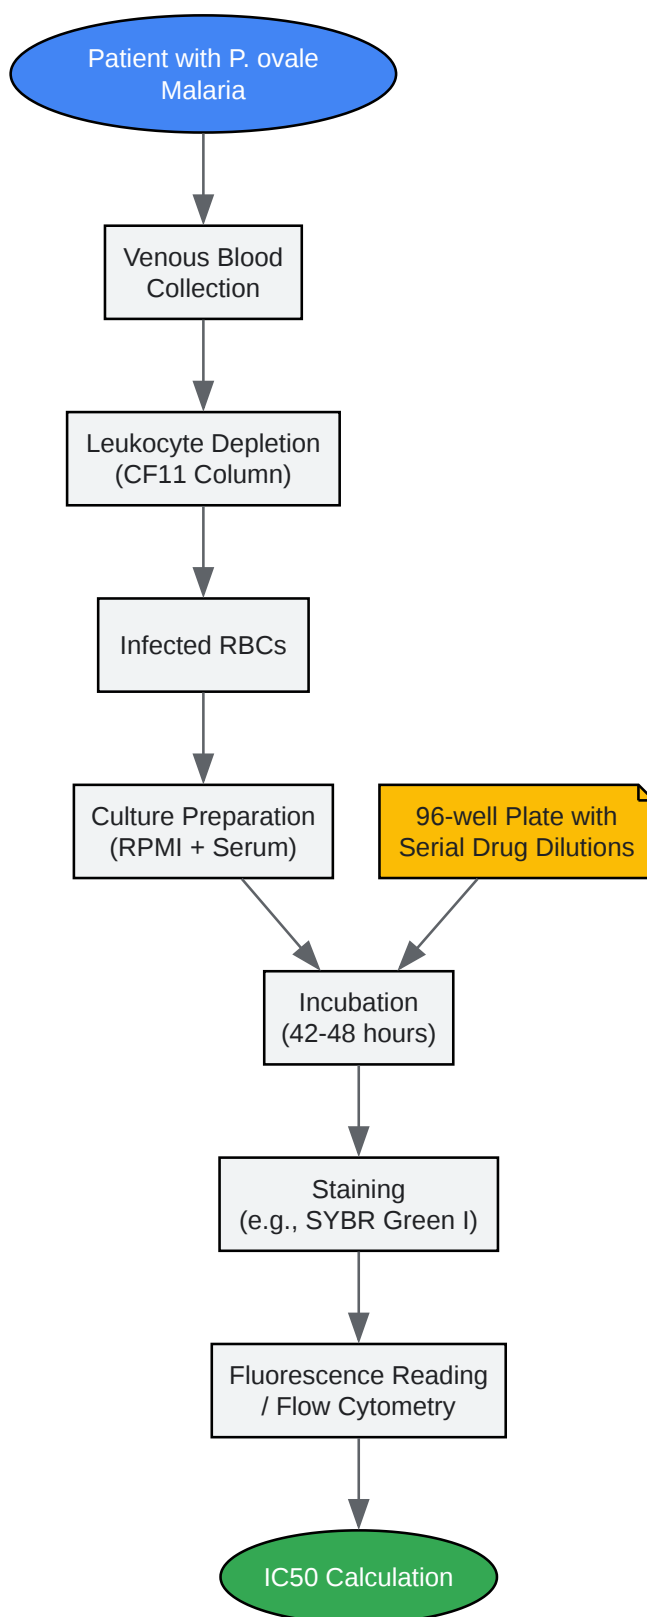 Patient with P. ovale
Malaria
Venous Blood
Collection
Leukocyte Depletion
(CF11 Column)
Infected RBCs
Culture Preparation
(RPMI + Serum)
96-well Plate with
Serial Drug Dilutions
Incubation
(42-48 hours)
Staining
(e.g., SYBR Green I)
Fluorescence Reading
/ Flow Cytometry
IC50 Calculation